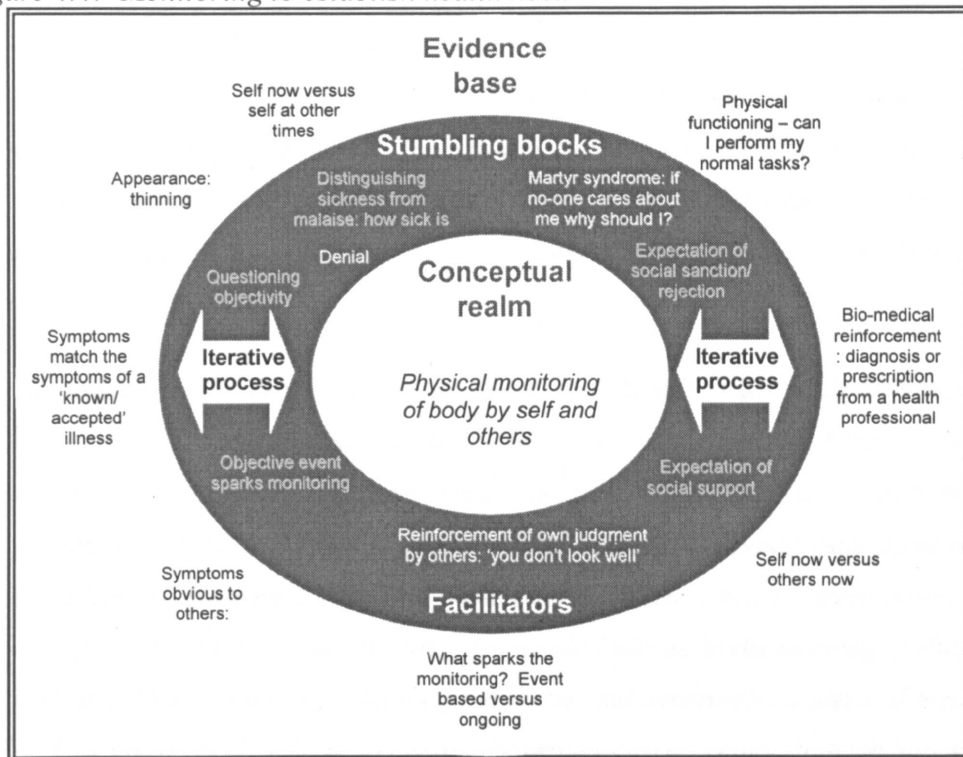 Evidence
base
Self now versus
self at other
times
Physical
functioning – can
I perform my
normal tasks?
Stumbling blocks
Appearance:
thinning
Distinguishing
sickness from
malaise: how sick is
Martyr syndrome: if
no-one cares about
me why should I?
Denial
Questioning
objectivity
Conceptual
realm
Expectation of
social sanction/
rejection
Symptoms
match the
symptoms of a
'known/
accepted'
illness
Iterative
process
Physical monitoring
of body by self and
others
Iterative
process
Bio-medical
reinforcement
: diagnosis or
prescription
from a health
professional
Objective event
sparks monitoring
Expectation of
social support
Reinforcement of own judgment
by others: 'you don't look well'
Symptoms
obvious to
others:
Facilitators
Self now versus
others now
What sparks the
monitoring? Event
based versus
ongoing